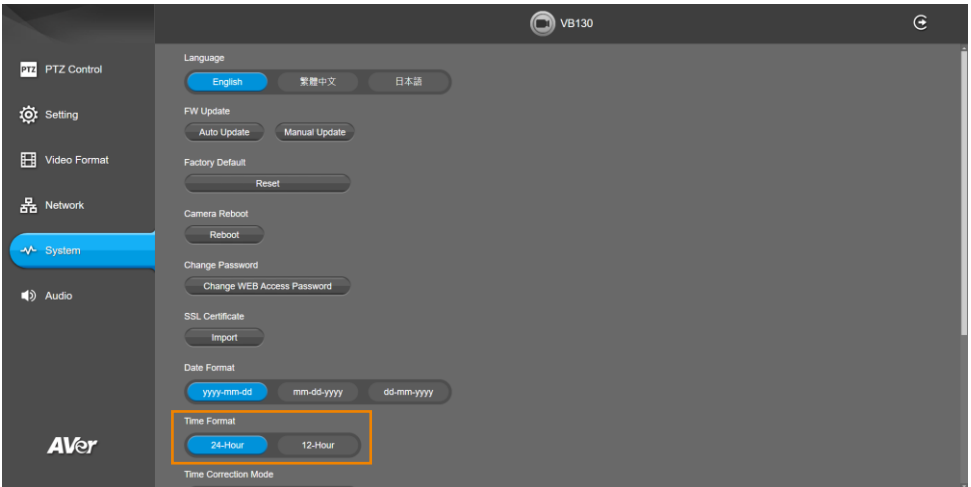 VB130
PTZ PTZ Control
Setting
Video Format
Network
System
Audio
AVer
Language
English 繁體中文 日本語
FW Update
Auto Update Manual Update
Factory Default
Reset
Camera Reboot
Reboot
Change Password
Change WEB Access Password
SSL Certificate
Import
Date Format
yyyy-mm-dd mm-dd-yyyy dd-mm-yyyy
Time Format
24-Hour 12-Hour
Time Correction Mode